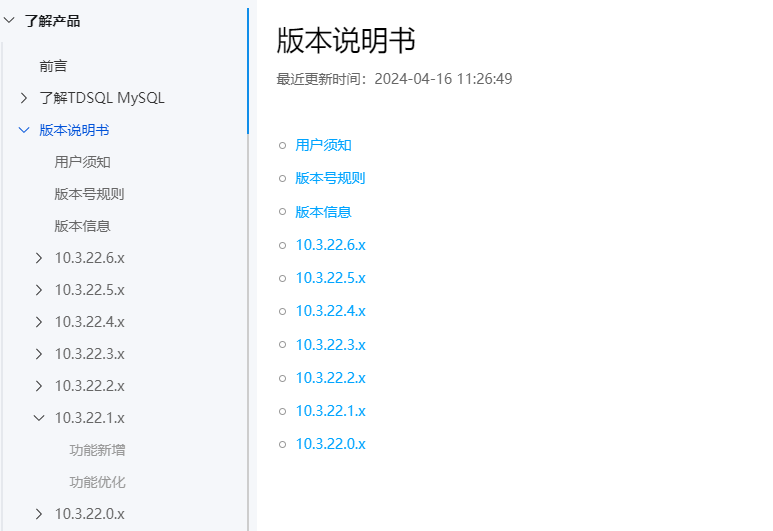 了解产品
前言
了解TDSQL MySQL
版本说明书
用户须知
版本号规则
版本信息
10.3.22.6.x
10.3.22.5.x
10.3.22.4.x
10.3.22.3.x
10.3.22.2.x
10.3.22.1.x
功能新增
功能优化
10.3.22.0.x
版本说明书
最近更新时间：2024-04-16 11:26:49
用户须知
版本号规则
版本信息
10.3.22.6.x
10.3.22.5.x
10.3.22.4.x
10.3.22.3.x
10.3.22.2.x
10.3.22.1.x
10.3.22.0.x